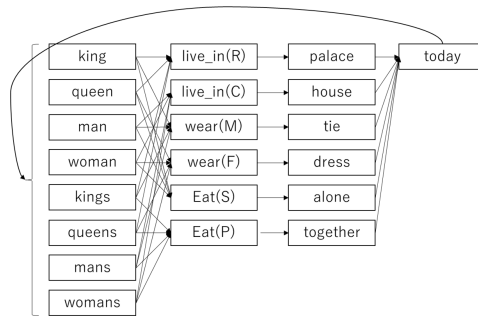 king live_in(R) palace today
queen live_in(C) house
man wear(M) tie
woman wear(F) dress
kings Eat(S) alone
queens Eat(P) together
mans
womans